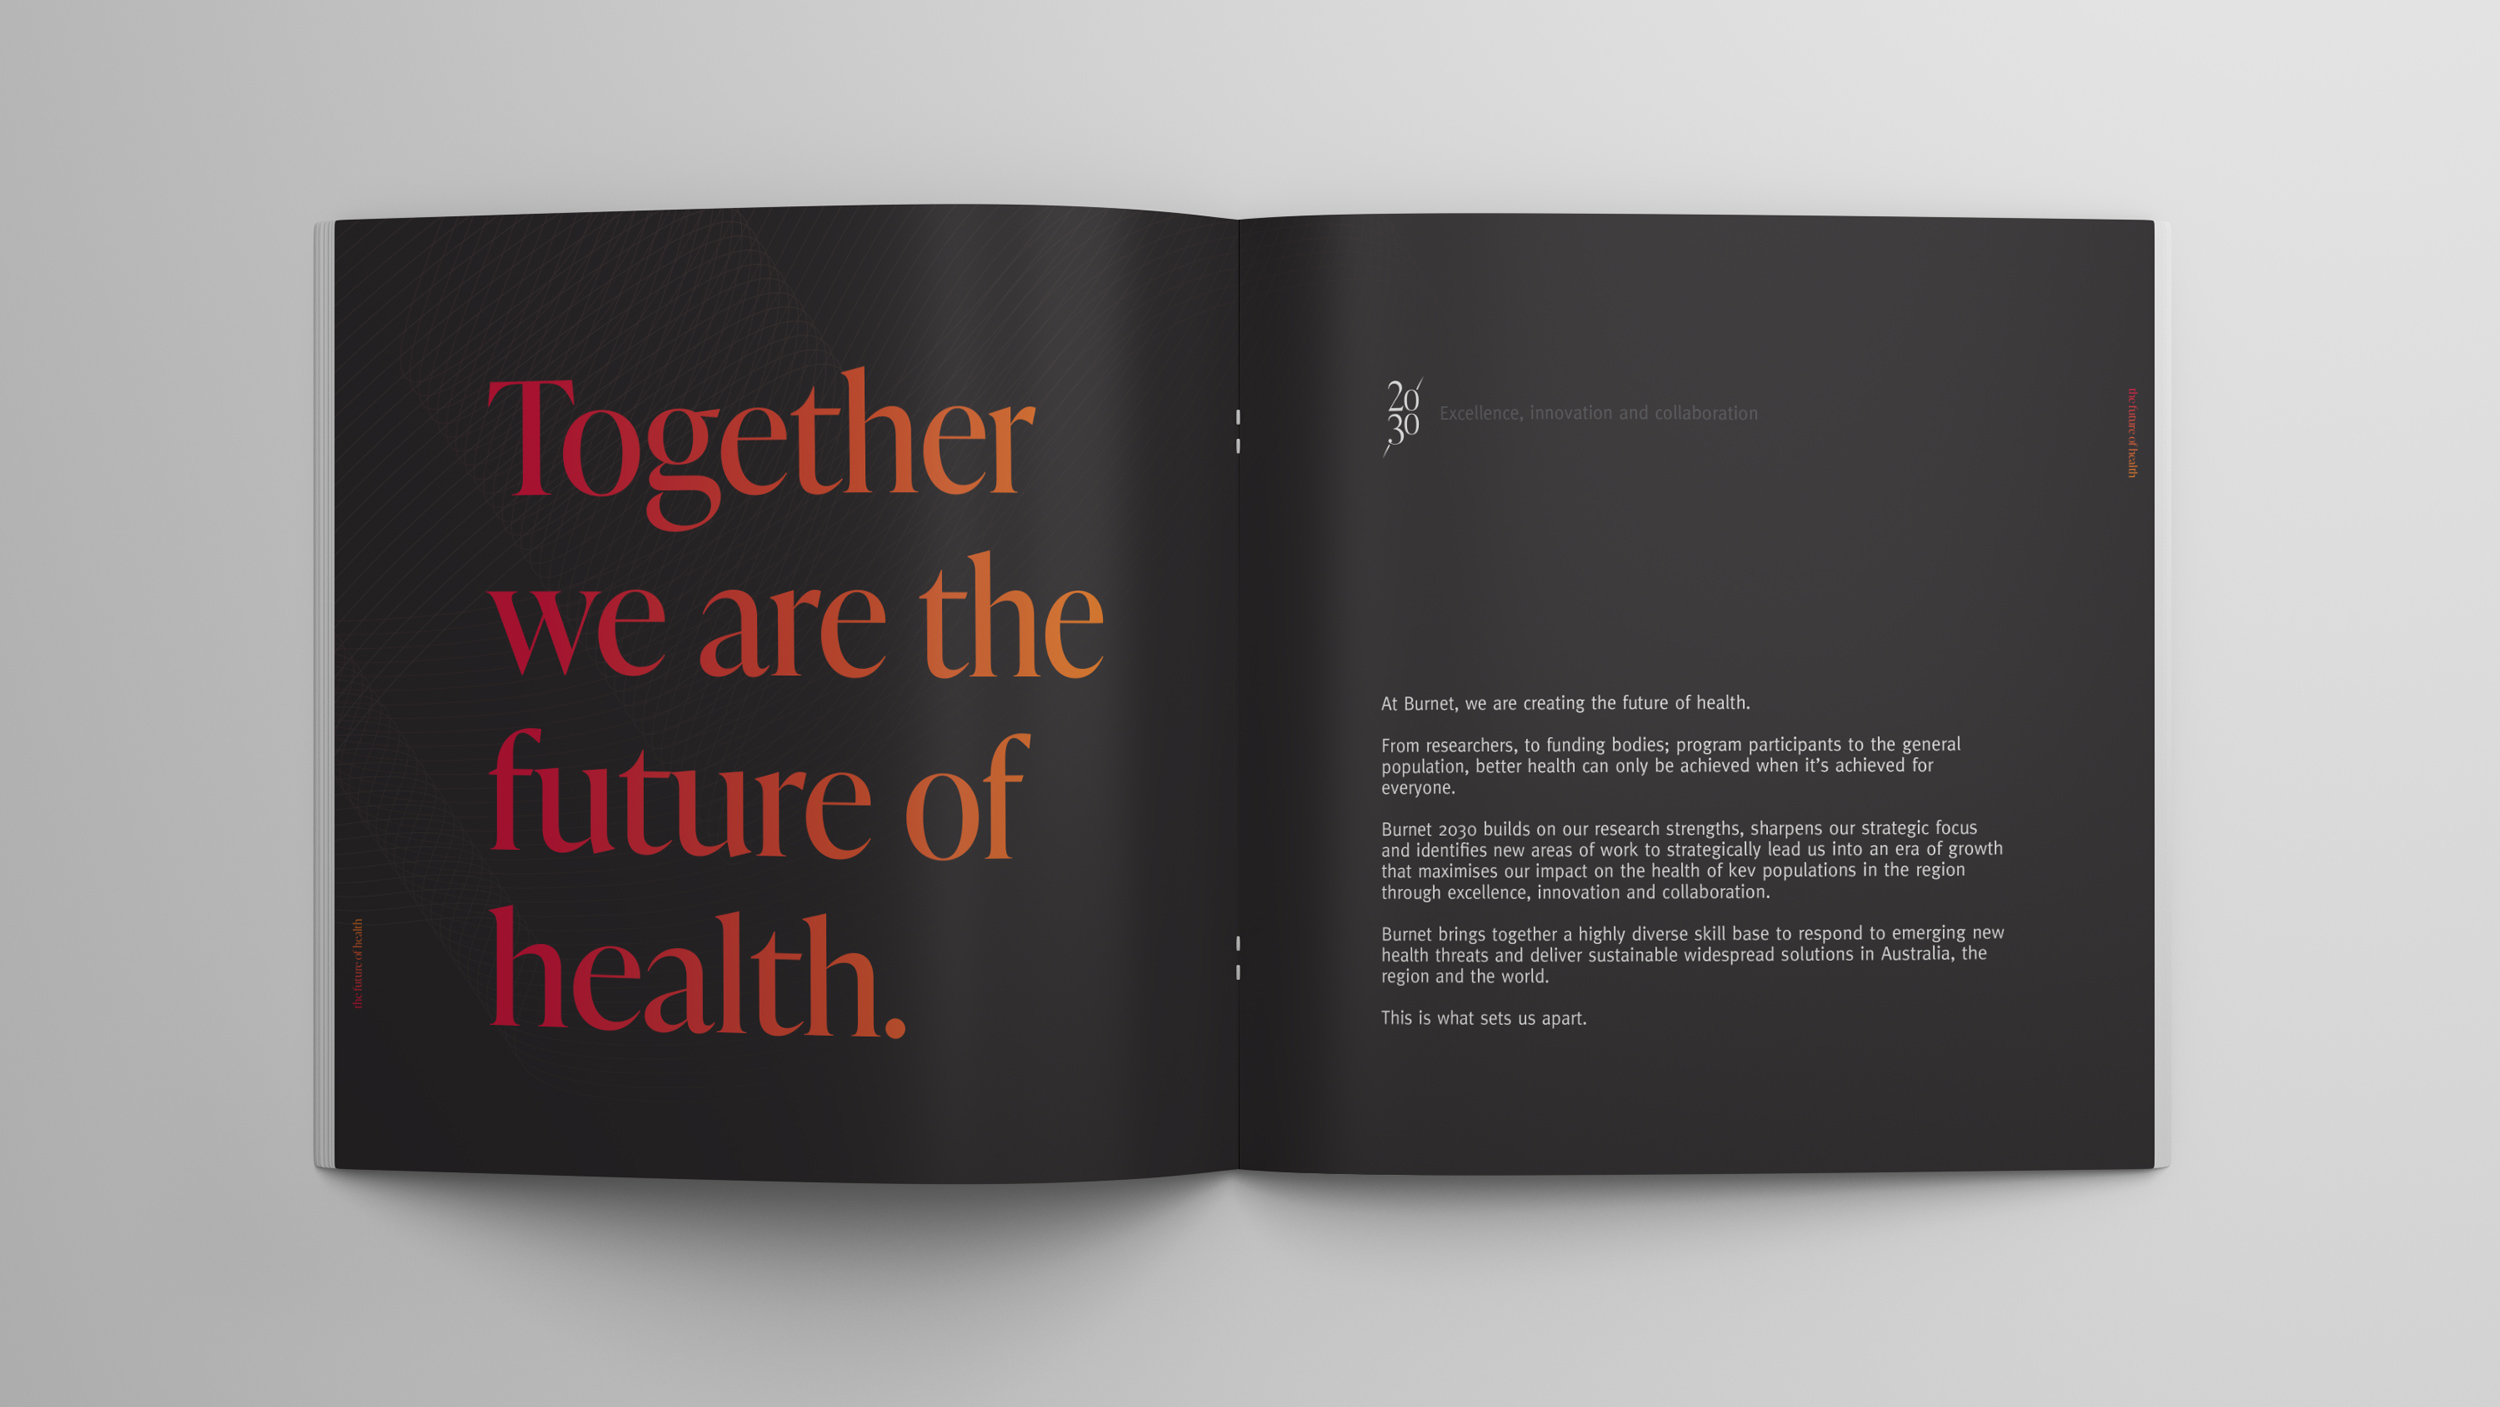 Together
we are the
future of
health.
the future of health
20
30
Excellence, innovation and collaboration
the future of health
At Burnet, we are creating the future of health.
From researchers, to funding bodies; program participants to the general
population, better health can only be achieved when it’s achieved for
everyone.
Burnet 2030 builds on our research strengths, sharpens our strategic focus
and identifies new areas of work to strategically lead us into an era of growth
that maximises our impact on the health of kev populations in the region
through excellence, innovation and collaboration.
Burnet brings together a highly diverse skill base to respond to emerging new
health threats and deliver sustainable widespread solutions in Australia, the
region and the world.
This is what sets us apart.